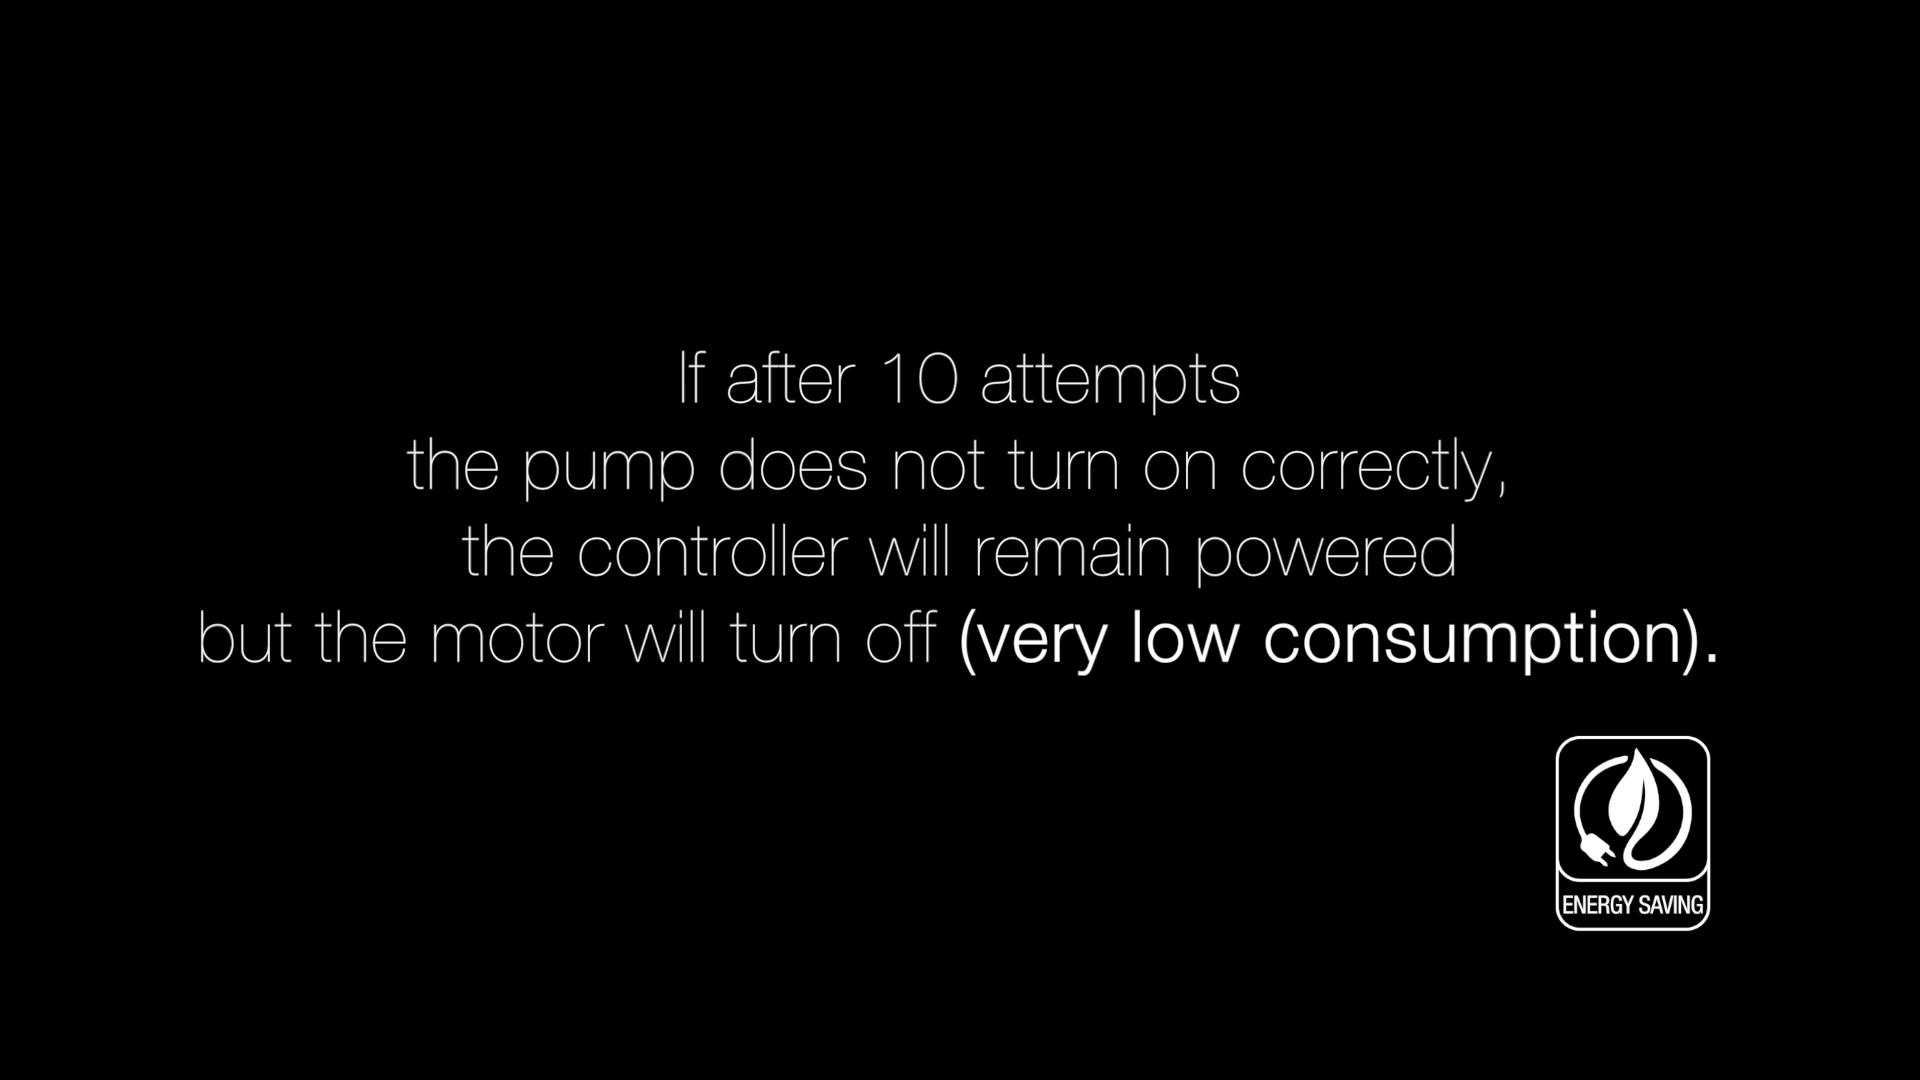 If after 10 attempts
the pump does not turn on correctly,
the controller will remain powered
but the motor will turn off (very low consumption).
ENERGY SAVING